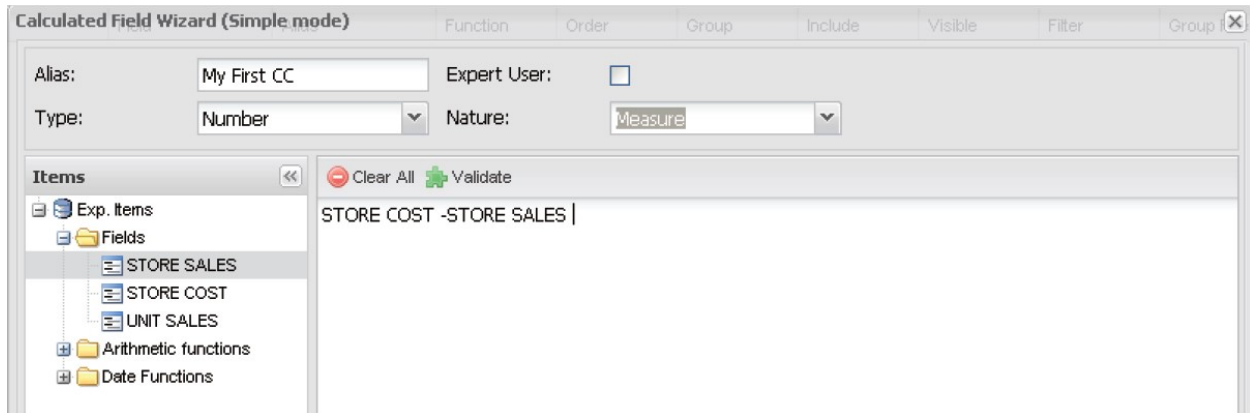 Calculated Field Wizard (Simple mode)
Function Order Group Include Visible Filter Group
Alias: My First CC Expert User:
Type: Number Nature: Measure
Items
Clear All Validate
Exp. Items
STORE COST -STORE SALES
Fields
STORE SALES
STORE COST
UNIT SALES
Arithmetic functions
Date Functions